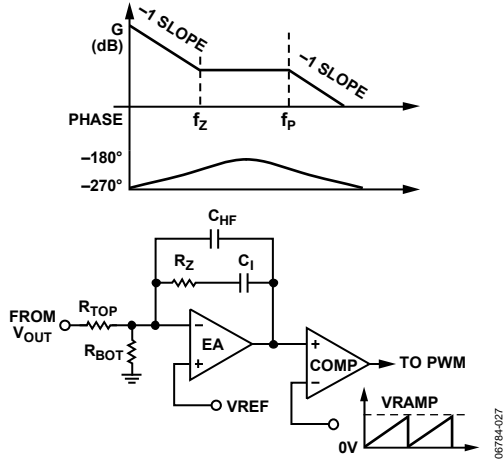 G
(dB)
–1 SLOPE
–1 SLOPE
PHASE
fZ
fP
–180°
–270°
CHF
RZ
CI
FROM
VOUT
RTOP
RBOT
–
EA
+
VREF
+
COMP
–
TO PWM
VRAMP
0V
06784-027